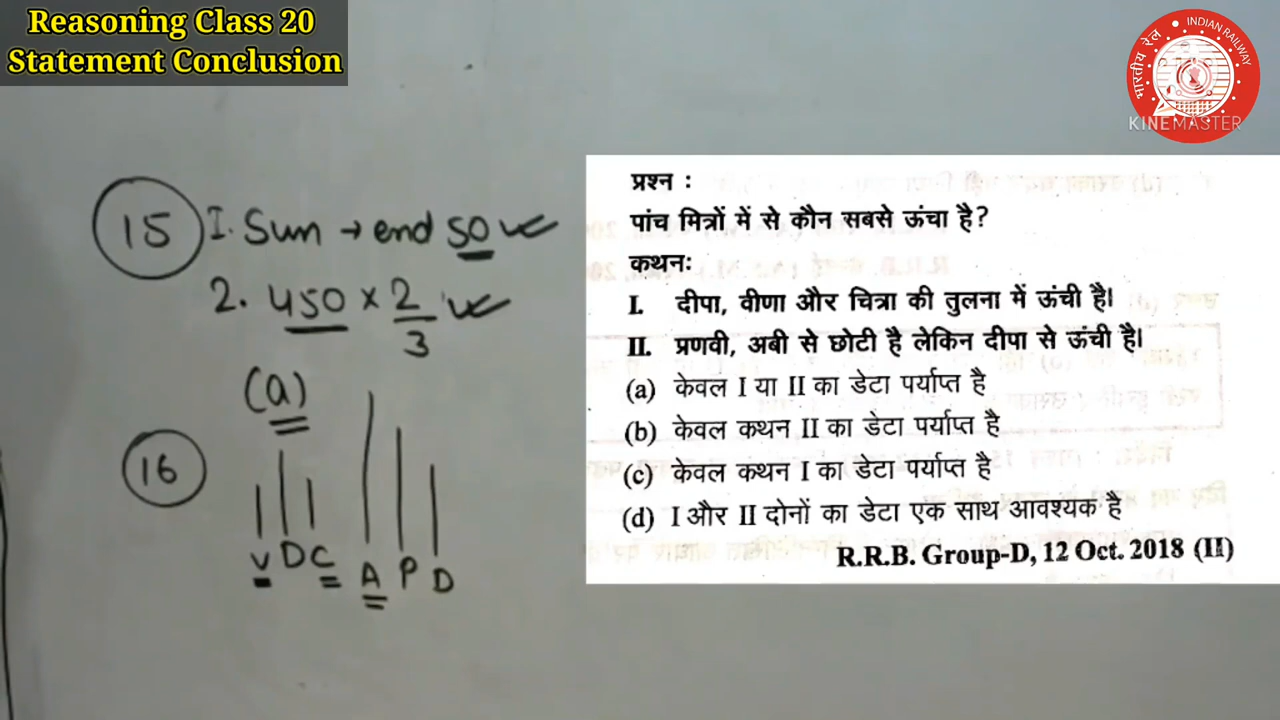 Reasoning Class 20
Statement Conclusion
भारतीय रेल
INDIAN RAILWAY
KINEMASTER
15 I. Sun → end 50
2. 450 × 2/3
(a)
16
V D C A P D
प्रश्न :
पांच मित्रों में से कौन सबसे ऊंचा है?
कथनः
I. दीपा, वीणा और चित्रा की तुलना में ऊंची है।
II. प्रणवी, अबी से छोटी है लेकिन दीपा से ऊंची है।
(a) केवल I या II का डेटा पर्याप्त है
(b) केवल कथन II का डेटा पर्याप्त है
(c) केवल कथन I का डेटा पर्याप्त है
(d) I और II दोनों का डेटा एक साथ आवश्यक है
R.R.B. Group-D, 12 Oct. 2018 (II)